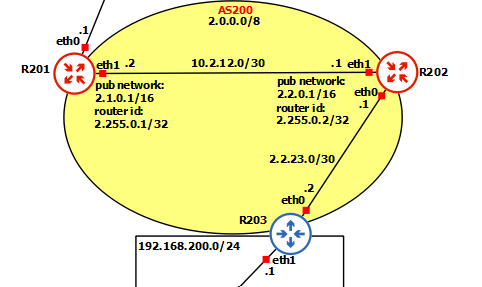 AS200
2.0.0.0/8
.1
eth0
R201
eth1 .2
10.2.12.0/30
.1 eth1
R202
pub network:
2.1.0.1/16
router id:
2.255.0.1/32
pub network:
2.2.0.1/16
router id:
2.255.0.2/32
eth0
.1
2.2.23.0/30
.2
eth0
R203
192.168.200.0/24
eth1
.1